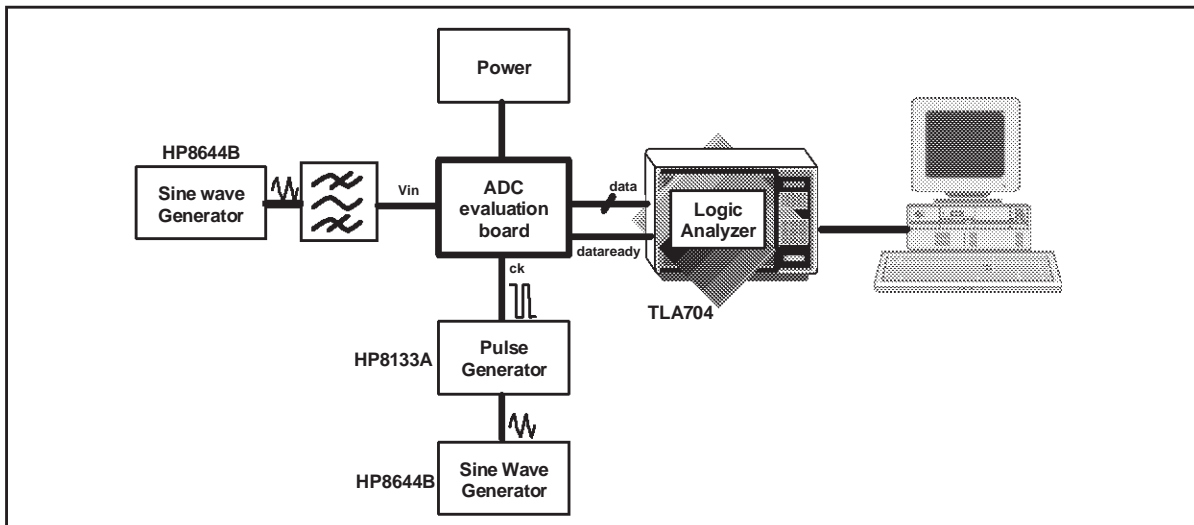 Power
HP8644B
Sine wave
Generator
Vin
ADC
evaluation
board
data
dataready
Logic
Analyzer
TLA704
ck
HP8133A
Pulse
Generator
HP8644B
Sine Wave
Generator